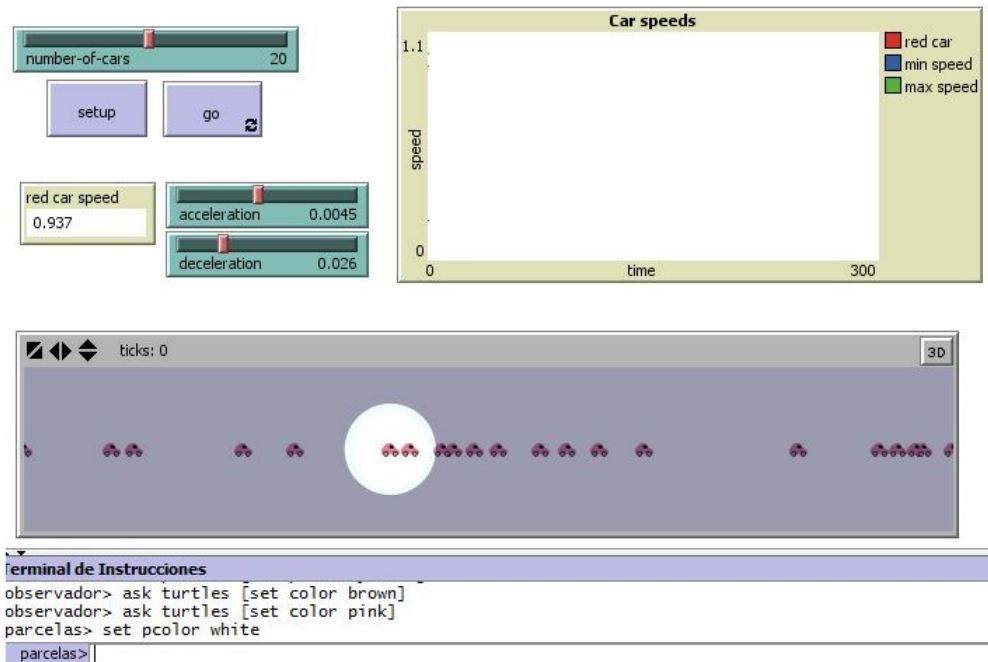 number-of-cars 20
setup
go
red car speed
0.937
acceleration 0.0045
deceleration 0.026
Car speeds
1.1
speed
0
0
time
300
red car
min speed
max speed
ticks: 0
3D
Terminal de Instrucciones
observador> ask turtles [set color brown]
observador> ask turtles [set color pink]
parcelas> set pcolor white
parcelas>